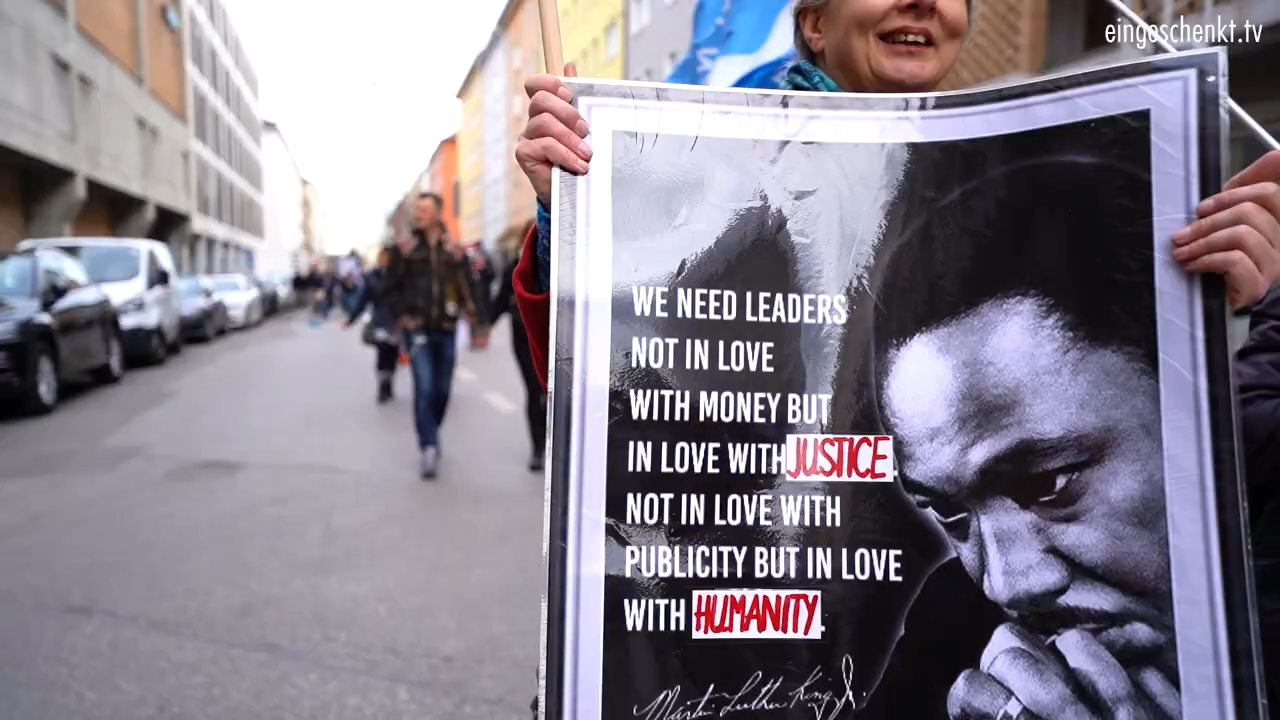 eingeschenkt.tv
WE NEED LEADERS
NOT IN LOVE
WITH MONEY BUT
IN LOVE WITH JUSTICE.
NOT IN LOVE WITH
PUBLICITY BUT IN LOVE
WITH HUMANITY.
Martin Luther King Jr.